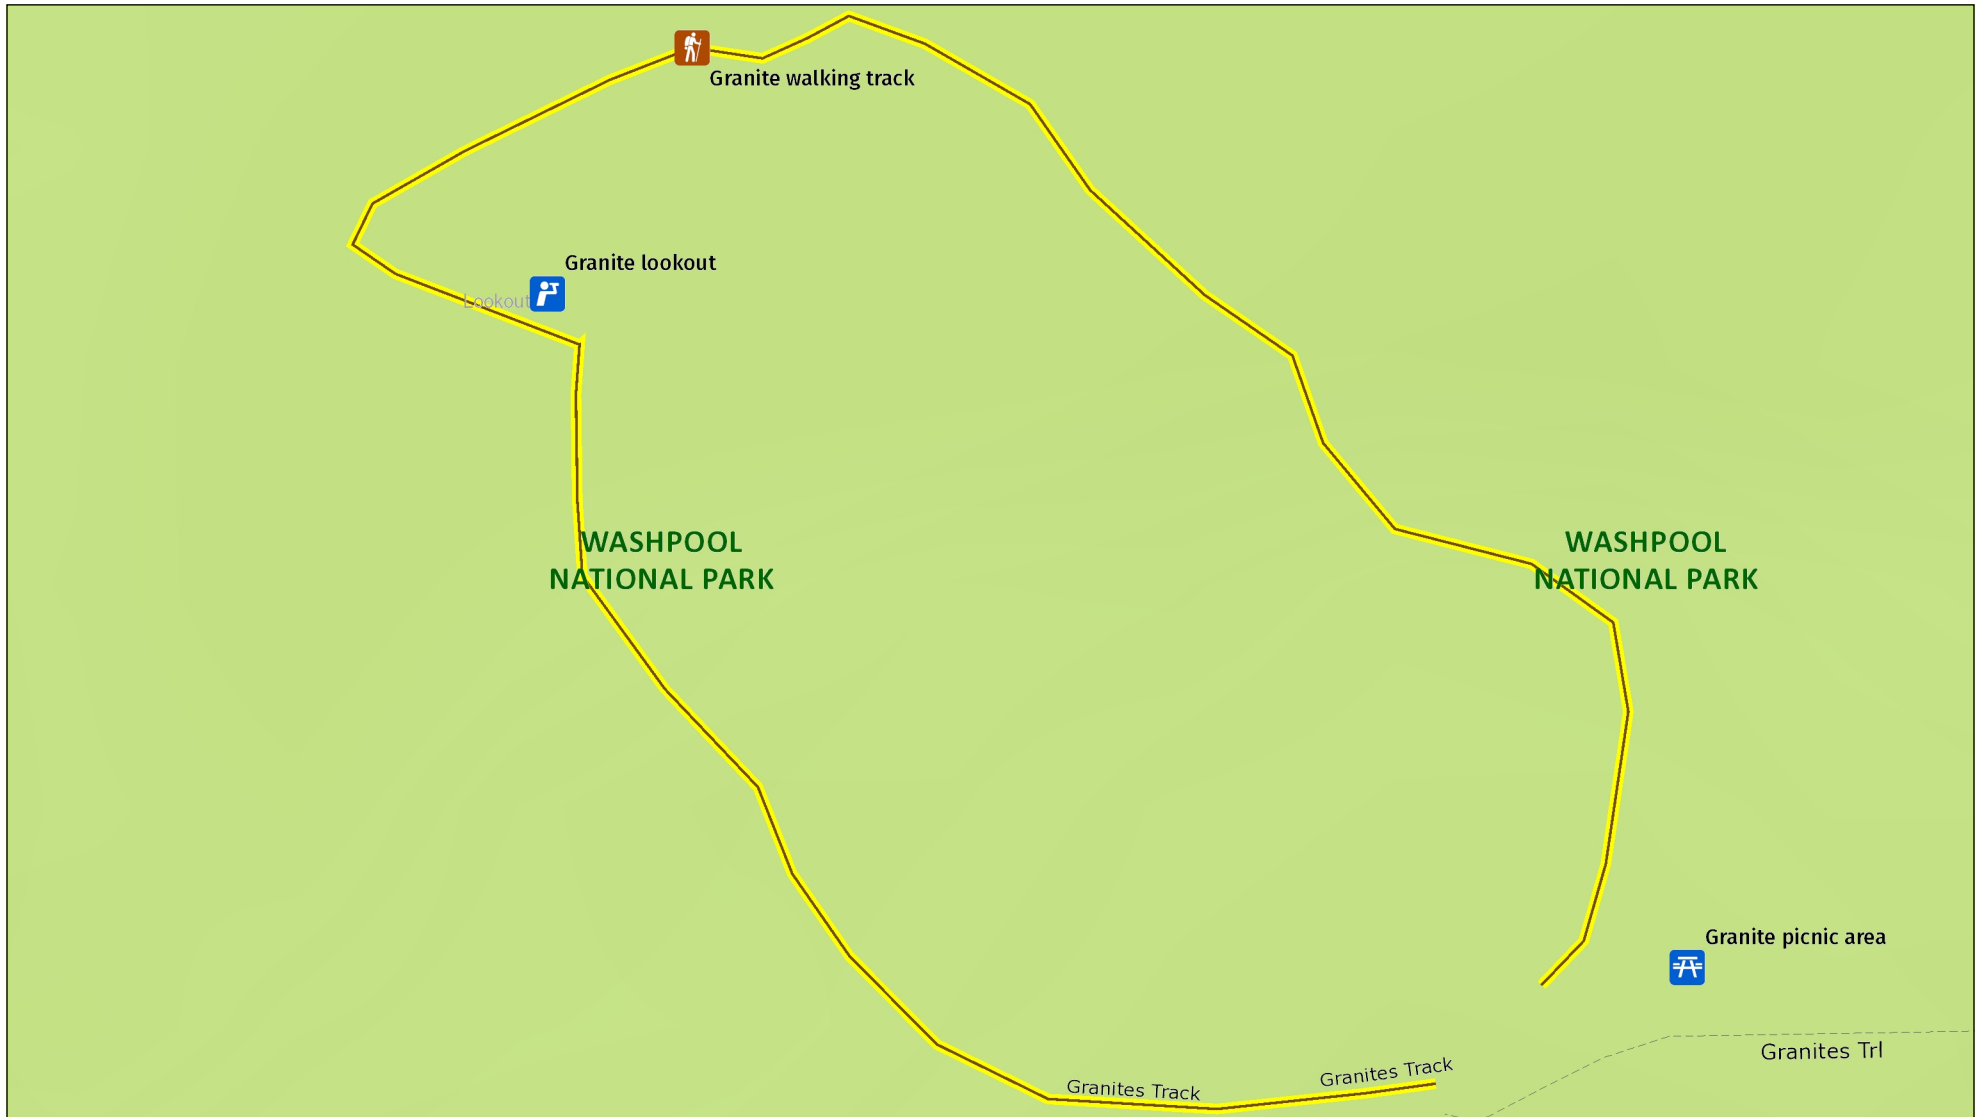 Granite walking track
Granite lookout
Lookout
WASHPOOL
NATIONAL PARK
WASHPOOL
NATIONAL PARK
Granite picnic area
Granites Trl
Granites Track
Granites Track